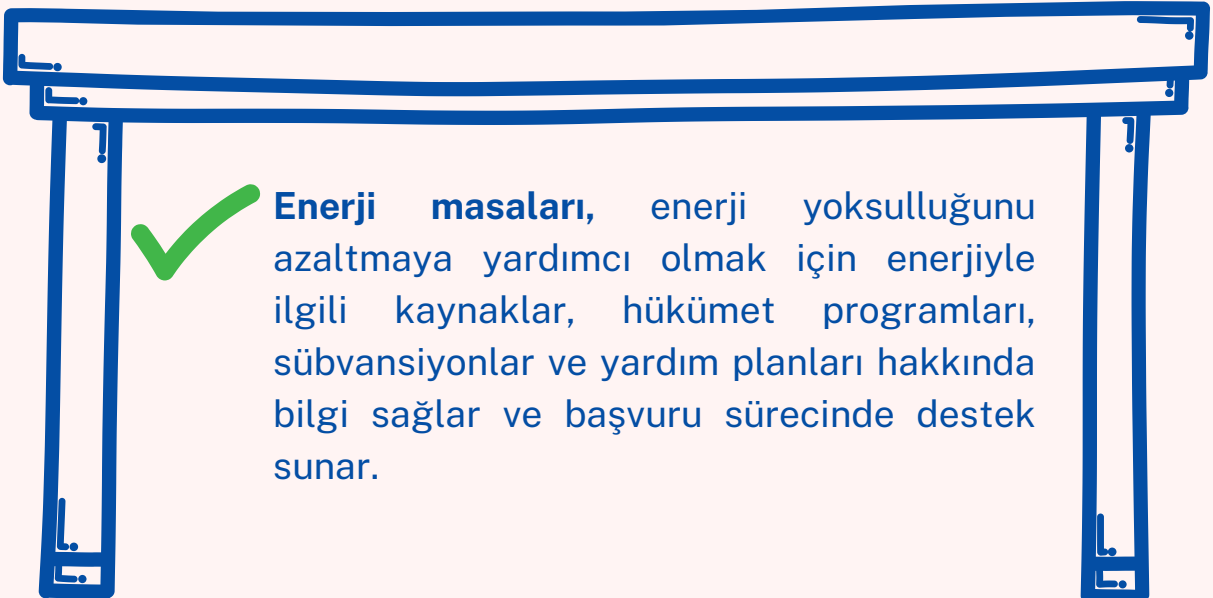 Enerji masaları, enerji yoksulluğunu
azaltmaya yardımcı olmak için enerjiyle
ilgili kaynaklar, hükümet programları,
sübvansiyonlar ve yardım planları hakkında
bilgi sağlar ve başvuru sürecinde destek
sunar.